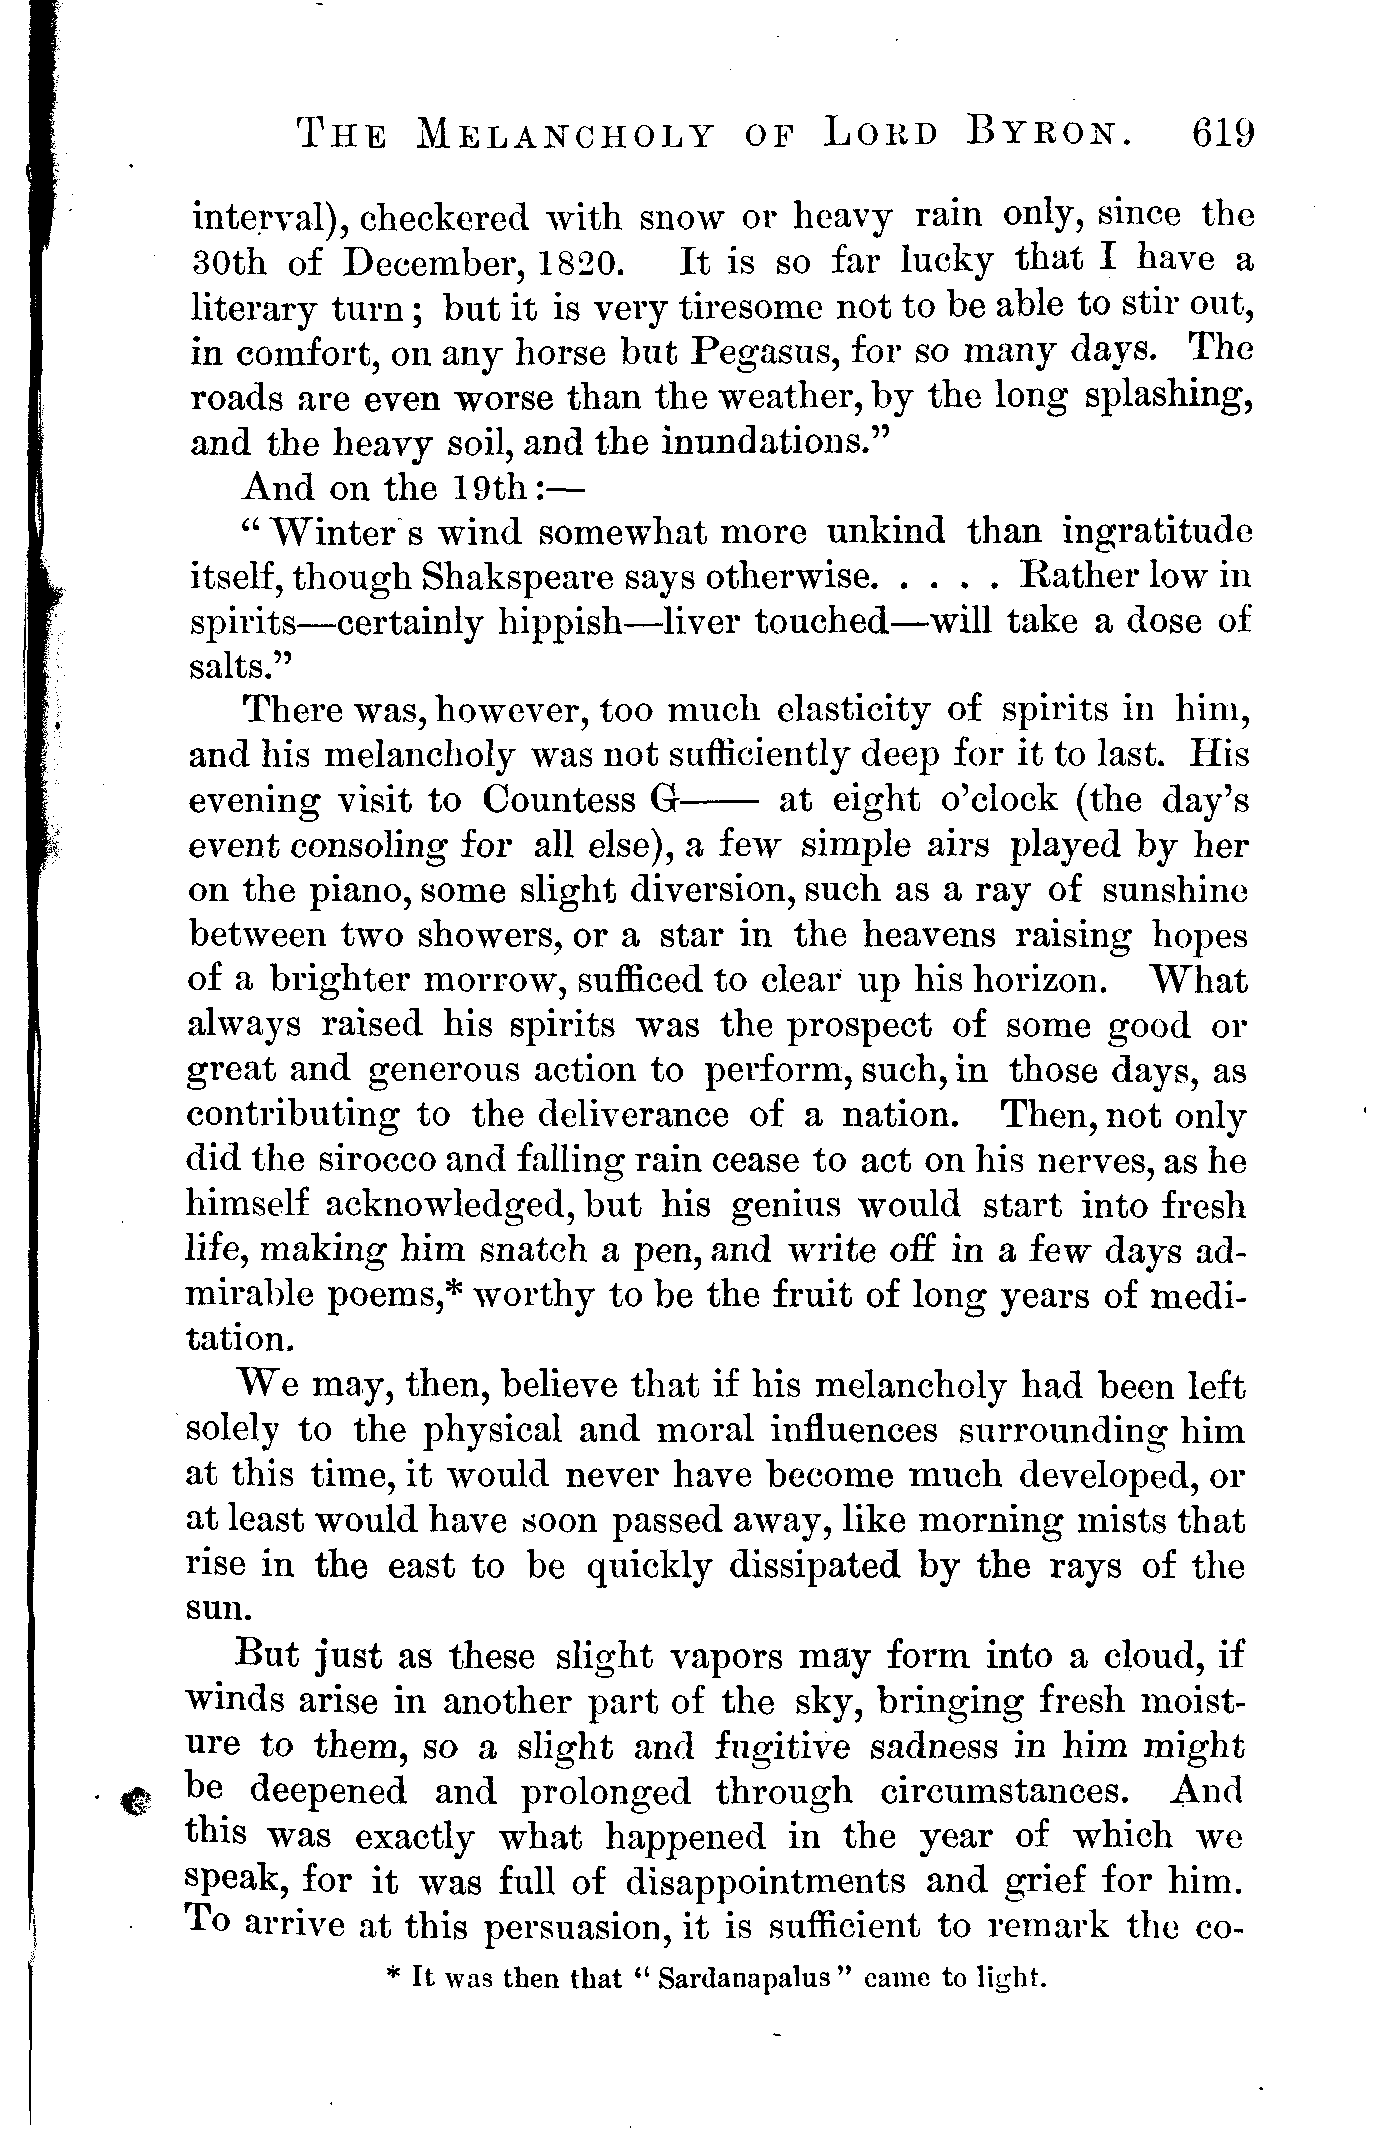 THE MELANCHOLY OF LORD BYRON. 619
interval), checkered with snow or heavy rain only, since the
30th of December, 1820. It is so far lucky that I have a
literary turn; but it is very tiresome not to be able to stir out,
in comfort, on any horse but Pegasus, for so many days. The
roads are even worse than the weather, by the long splashing,
and the heavy soil, and the inundations."
And on the 19th:—
"Winter's wind somewhat more unkind than ingratitude
itself, though Shakspeare says otherwise. . . . . Rather low in
spirits—certainly hippish—liver touched—will take a dose of
salts."
There was, however, too much elasticity of spirits in him,
and his melancholy was not sufficiently deep for it to last. His
evening visit to Countess G—— at eight o'clock (the day's
event consoling for all else), a few simple airs played by her
on the piano, some slight diversion, such as a ray of sunshine
between two showers, or a star in the heavens raising hopes
of a brighter morrow, sufficed to clear up his horizon. What
always raised his spirits was the prospect of some good or
great and generous action to perform, such, in those days, as
contributing to the deliverance of a nation. Then, not only
did the sirocco and falling rain cease to act on his nerves, as he
himself acknowledged, but his genius would start into fresh
life, making him snatch a pen, and write off in a few days ad-
mirable poems,* worthy to be the fruit of long years of medi-
tation.
We may, then, believe that if his melancholy had been left
solely to the physical and moral influences surrounding him
at this time, it would never have become much developed, or
at least would have soon passed away, like morning mists that
rise in the east to be quickly dissipated by the rays of the
sun.
But just as these slight vapors may form into a cloud, if
winds arise in another part of the sky, bringing fresh moist-
ure to them, so a slight and fugitive sadness in him might
be deepened and prolonged through circumstances. And
this was exactly what happened in the year of which we
speak, for it was full of disappointments and grief for him.
To arrive at this persuasion, it is sufficient to remark the co-
* It was then that "Sardanapalus" came to light.